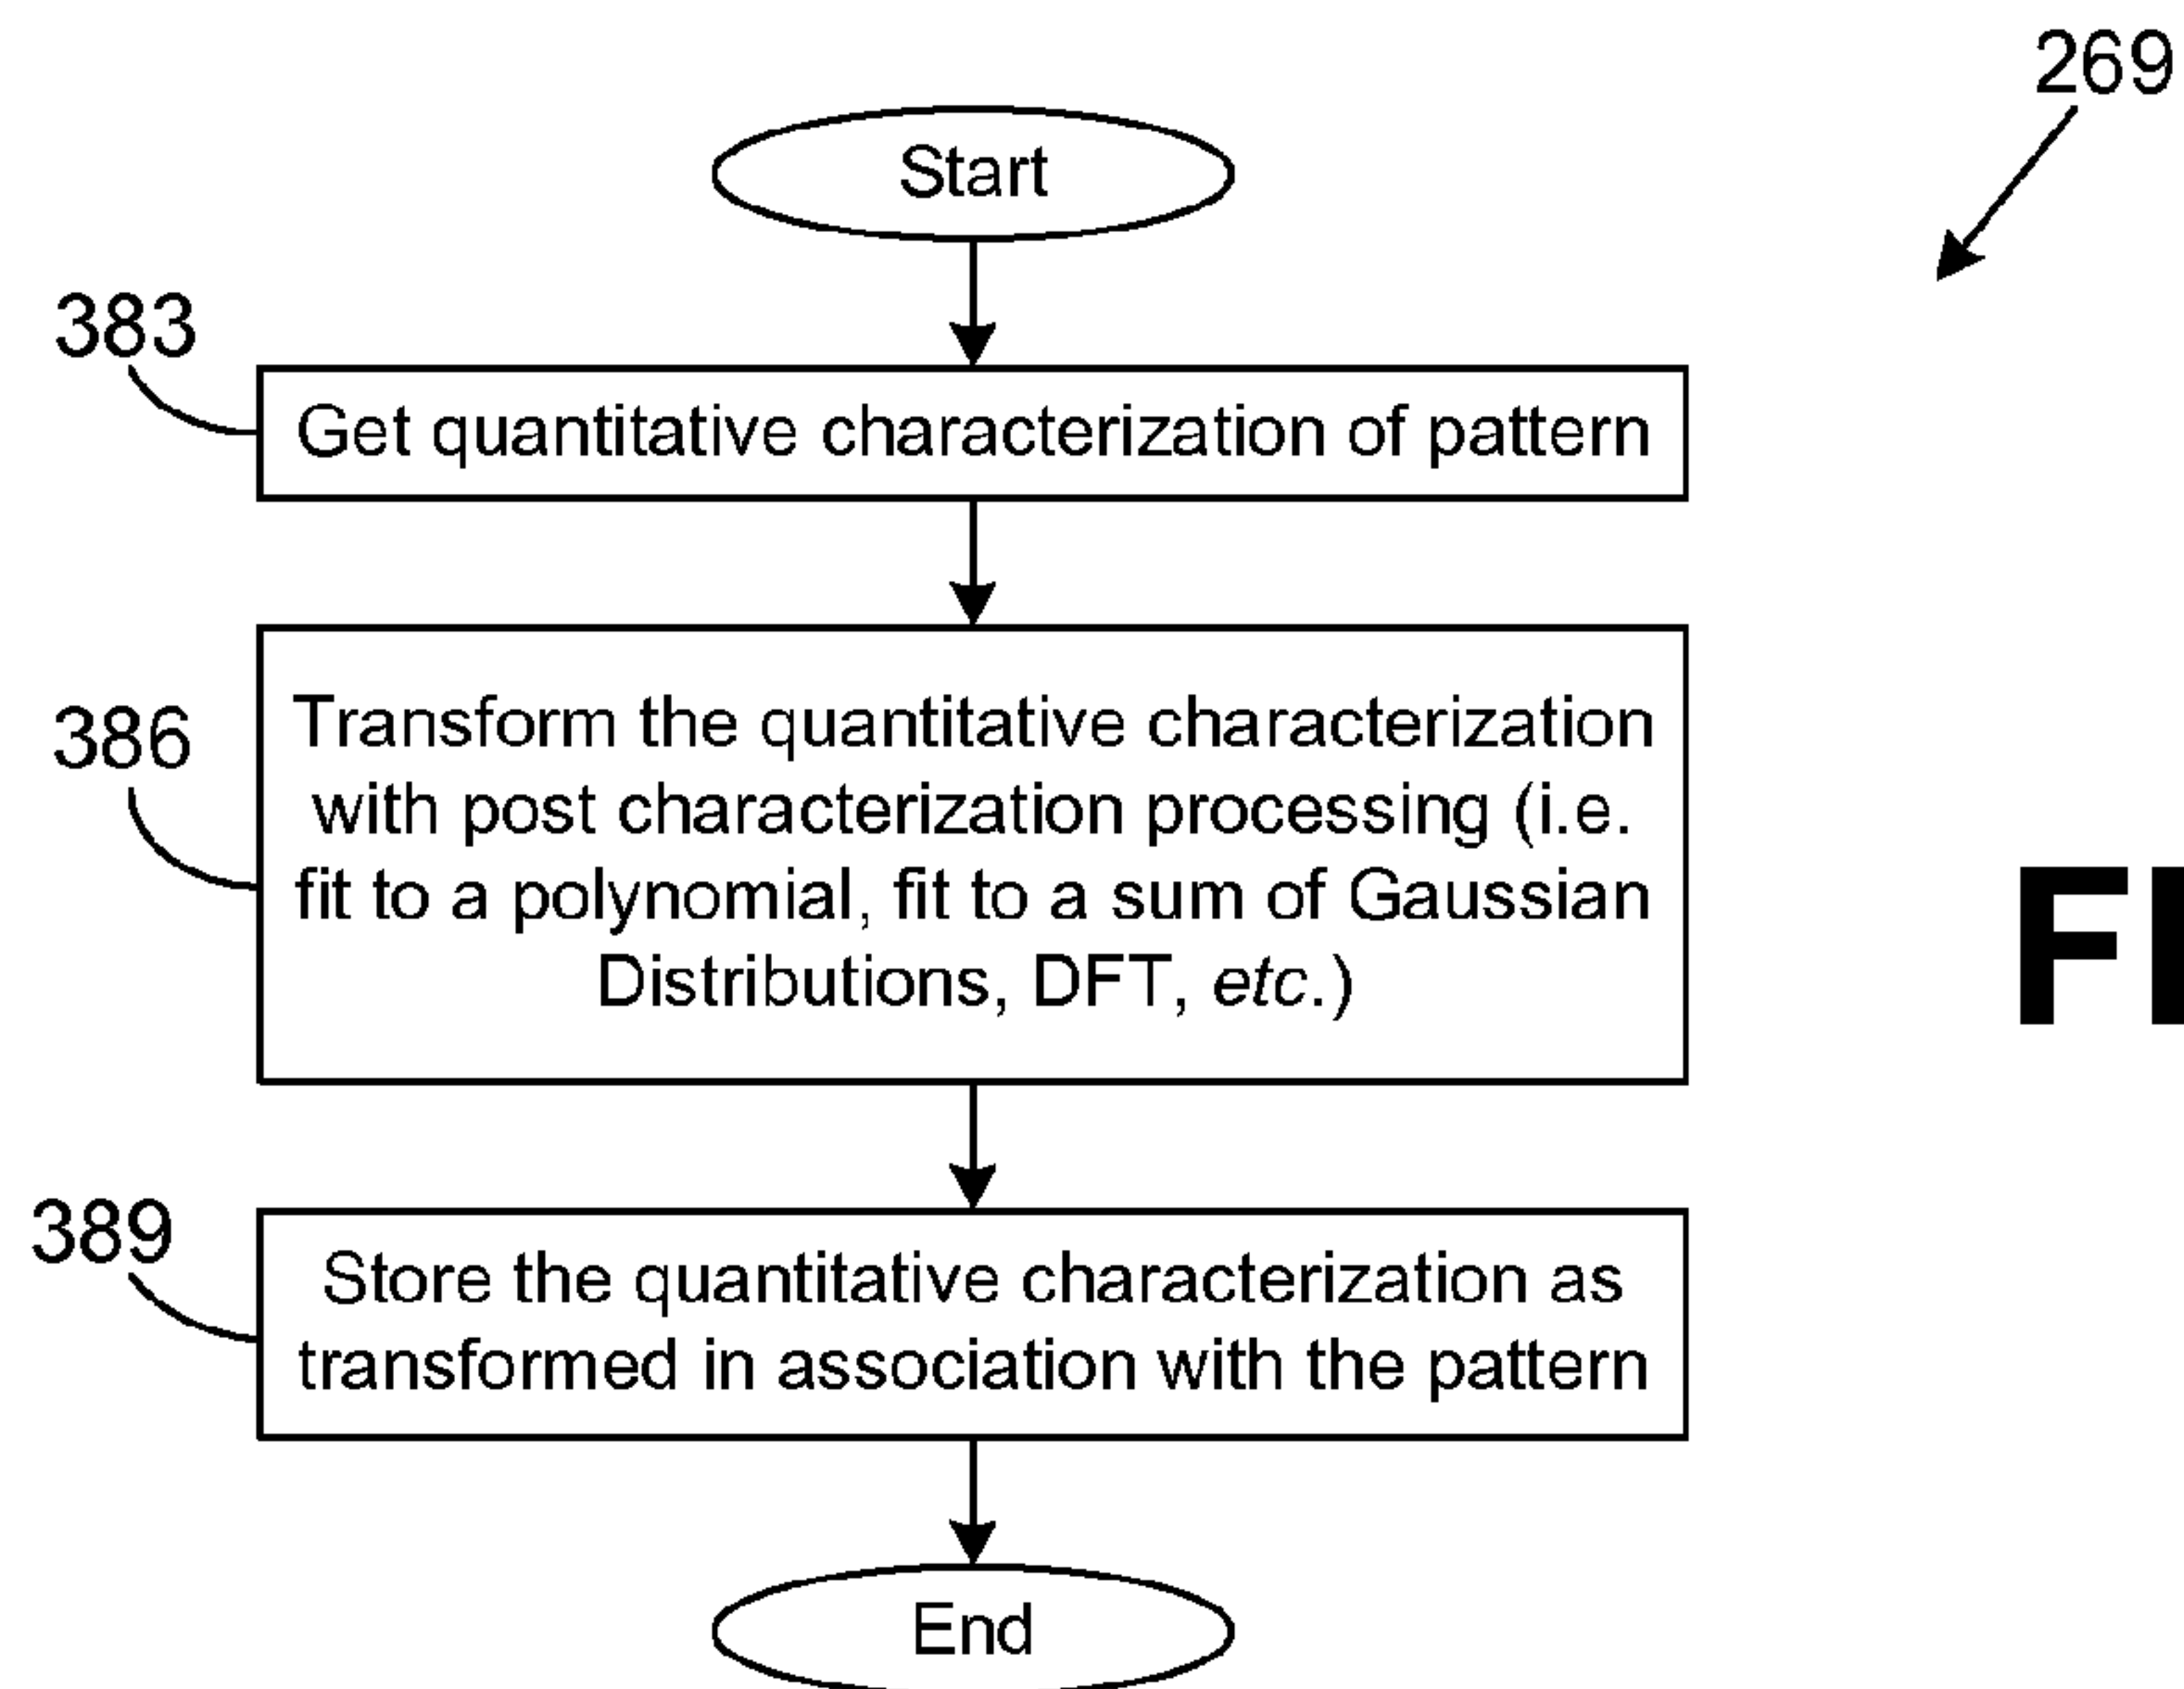 269
Start
383
Get quantitative characterization of pattern
386
Transform the quantitative characterization
with post characterization processing (i.e.
fit to a polynomial, fit to a sum of Gaussian
Distributions, DFT, etc.)
389
Store the quantitative characterization as
transformed in association with the pattern
End